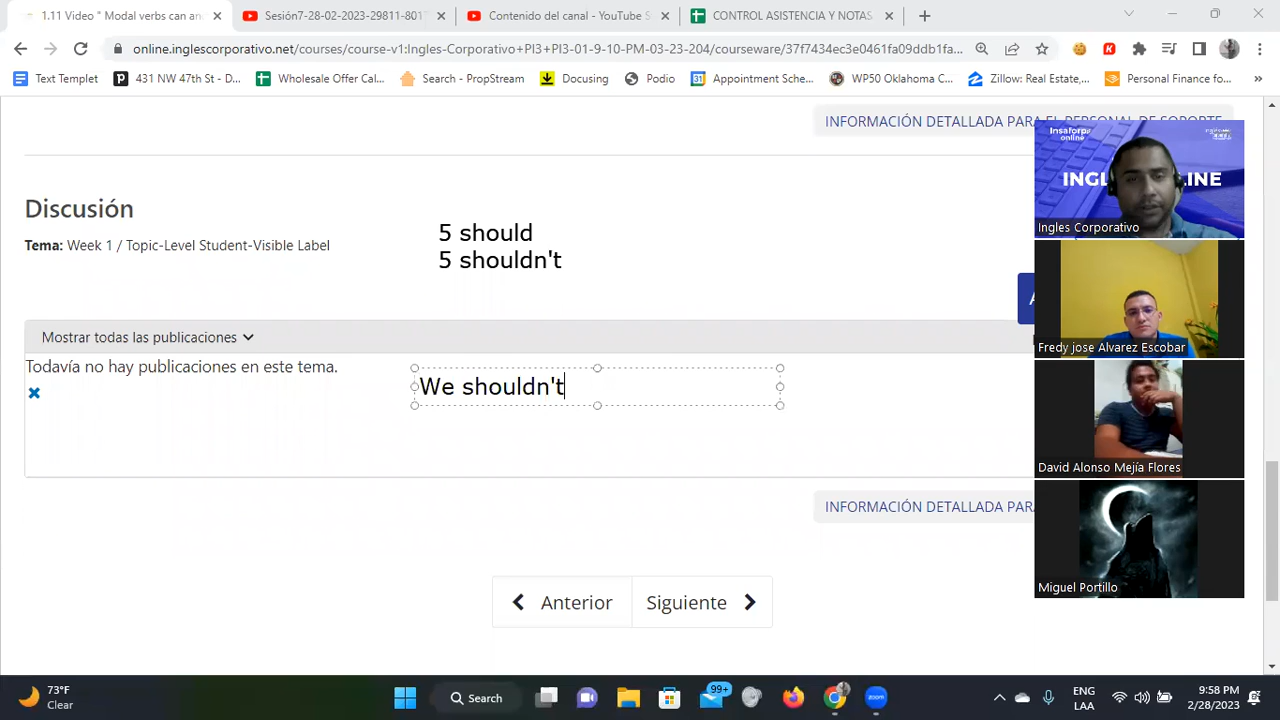 1.11 Video " Modal verbs can an
Sesión7-28-02-2023-29811-801
Contenido del canal - YouTube S
CONTROL ASISTENCIA Y NOTAS.
online.inglescorporativo.net/courses/course-v1:Ingles-Corporativo+PI3+PI3-01-9-10-PM-03-23-204/courseware/37f7434ec3e0461fa09ddb1fa...
Text Templet
431 NW 47th St - D...
Wholesale Offer Cal...
Search - PropStream
Docusing
Podio
Appointment Sche...
WP50 Oklahoma C...
Zillow: Real Estate,...
Personal Finance fo...
»
INFORMACIÓN DETALLADA PARA EL PERSONAL DE SOPORTE
Insaforp
online
INGL LINE
Ingles Corporativo
Discusión
Tema: Week 1 / Topic-Level Student-Visible Label
5 should
5 shouldn't
Mostrar todas las publicaciones
Todavía no hay publicaciones en este tema.
We shouldn't
Fredy jose Alvarez Escobar
David Alonso Mejía Flores
INFORMACIÓN DETALLADA PARA
Miguel Portillo
Anterior
Siguiente
73°F
Clear
Search
99+
ENG
LAA
9:58 PM
2/28/2023